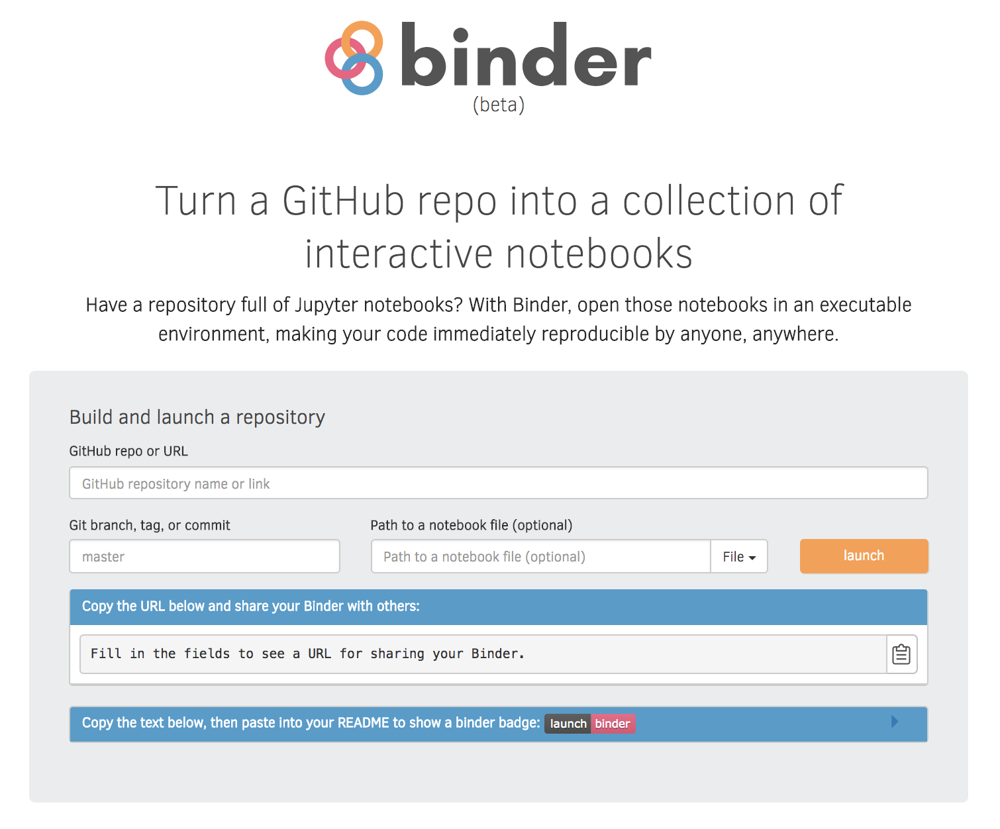 binder
(beta)
Turn a GitHub repo into a collection of
interactive notebooks
Have a repository full of Jupyter notebooks? With Binder, open those notebooks in an executable
environment, making your code immediately reproducible by anyone, anywhere.
Build and launch a repository
GitHub repo or URL
GitHub repository name or link
Git branch, tag, or commit
Path to a notebook file (optional)
master
Path to a notebook file (optional)
File
launch
Copy the URL below and share your Binder with others:
Fill in the fields to see a URL for sharing your Binder.
Copy the text below, then paste into your README to show a binder badge: launch binder